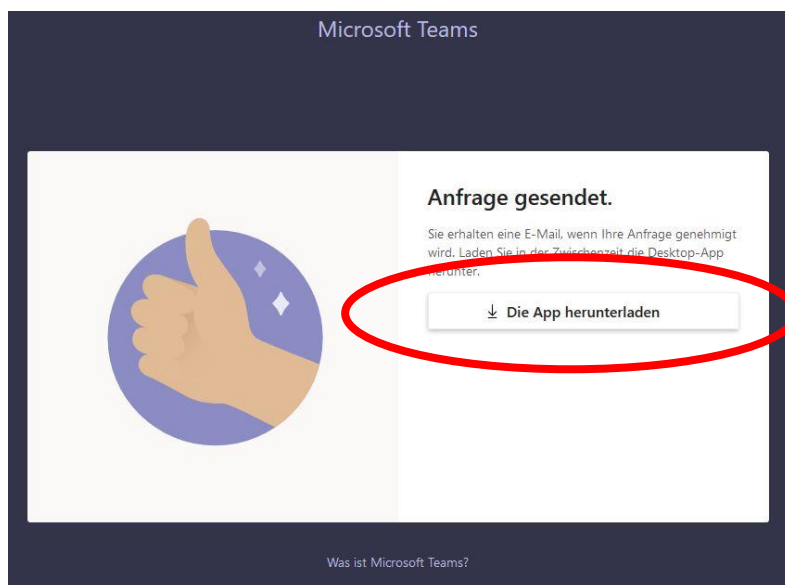 Microsoft Teams
Anfrage gesendet.
Sie erhalten eine E-Mail, wenn Ihre Anfrage genehmigt
wird. Laden Sie in der Zwischenzeit die Desktop-App
herunter.
Die App herunterladen
Was ist Microsoft Teams?